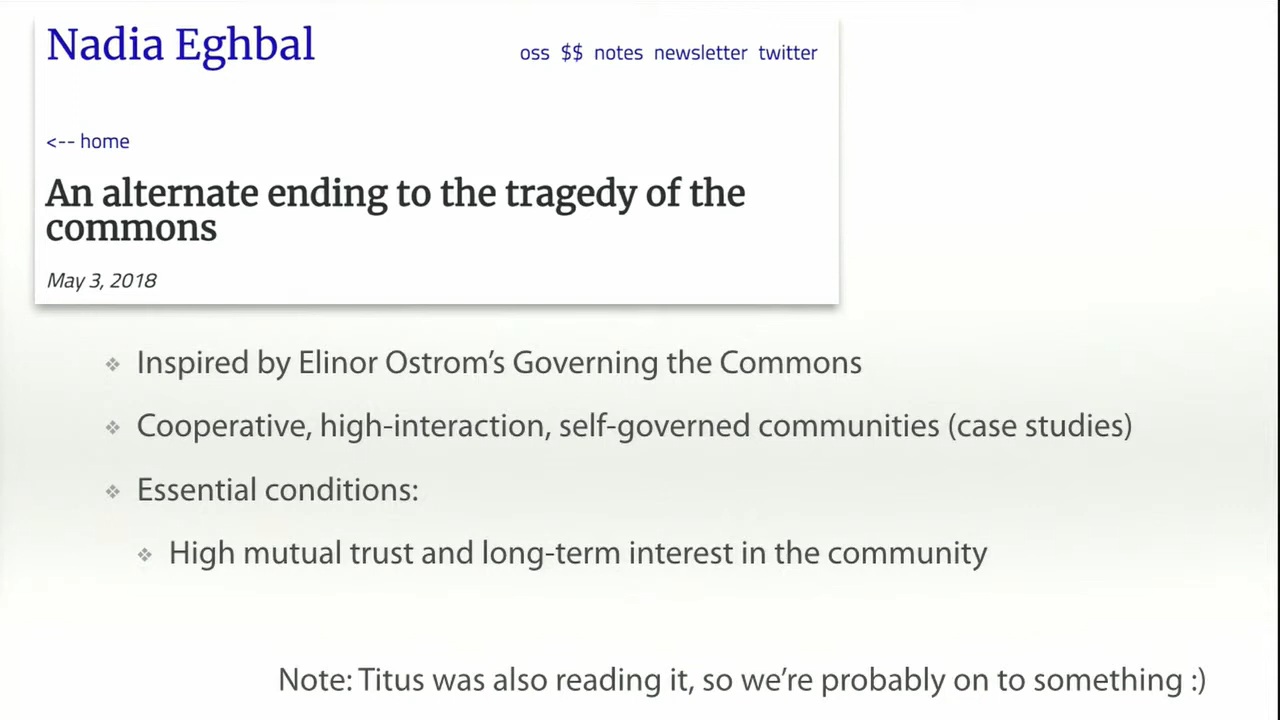 Nadia Eghbal
oss $$ notes newsletter twitter
<-- home
An alternate ending to the tragedy of the
commons
May 3, 2018
Inspired by Elinor Ostrom’s Governing the Commons
Cooperative, high-interaction, self-governed communities (case studies)
Essential conditions:
High mutual trust and long-term interest in the community
Note: Titus was also reading it, so we’re probably on to something :)